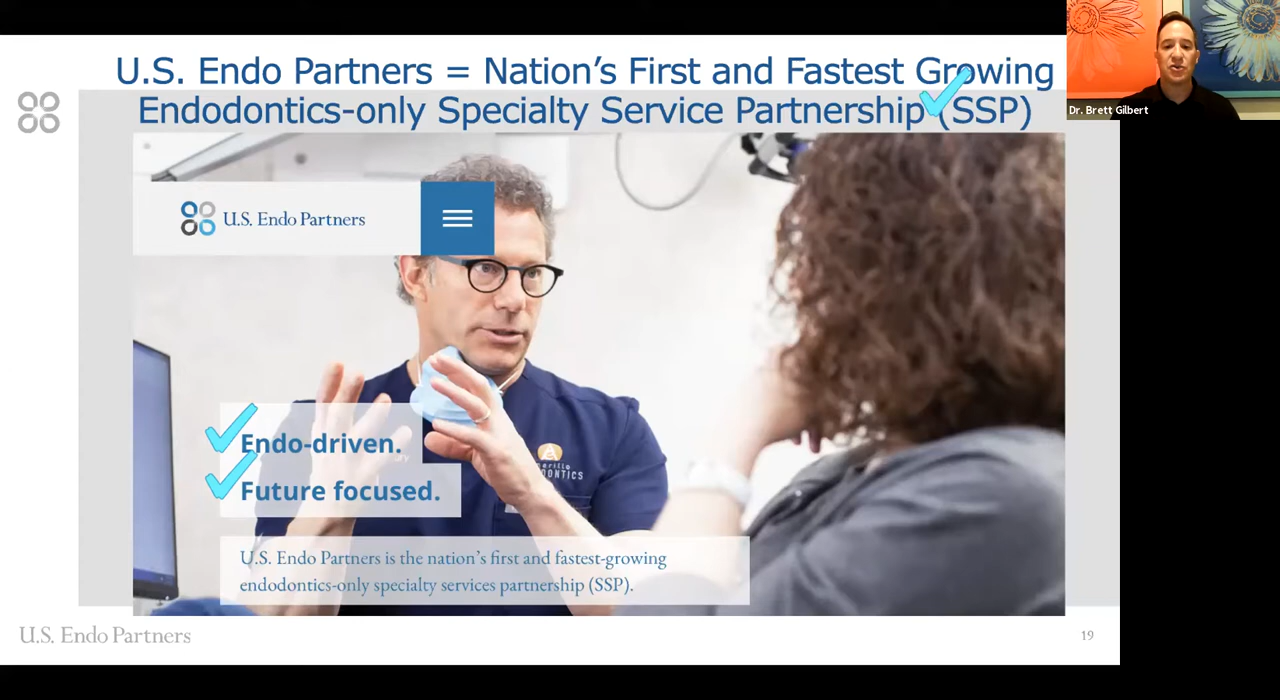 U.S. Endo Partners = Nation's First and Fastest Growing
Endodontics-only Specialty Service Partnership (SSP)
Dr. Brett Gilbert
U.S. Endo Partners
Endo-driven.
Future focused.
U.S. Endo Partners is the nation's first and fastest-growing
endodontics-only specialty services partnership (SSP).
U.S. Endo Partners
19